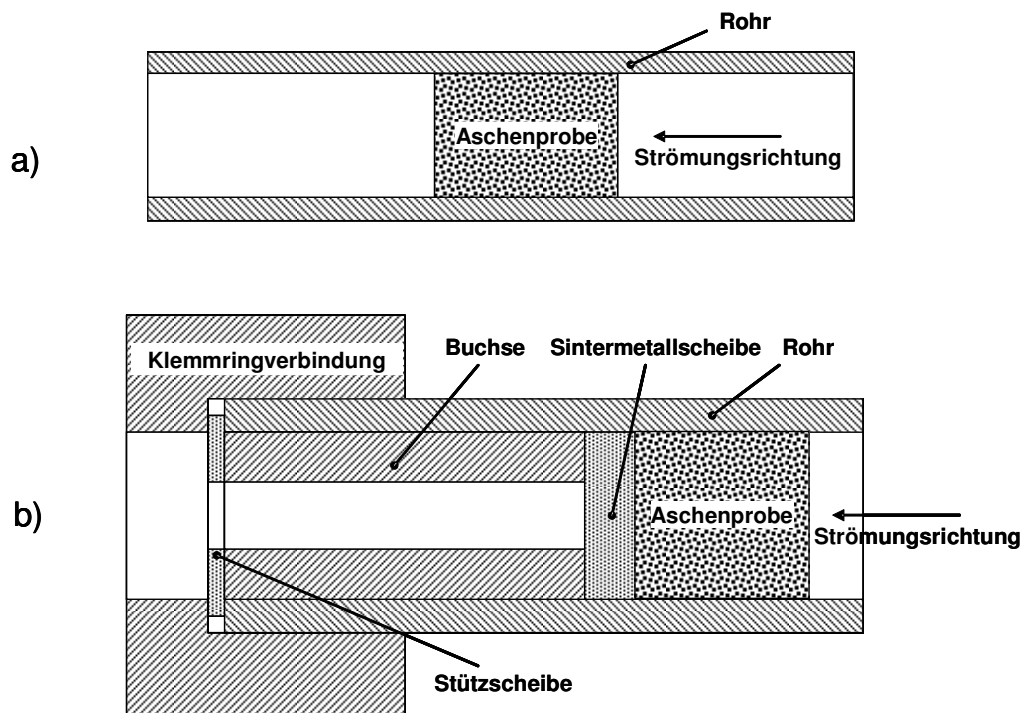 Rohr
a)
Aschenprobe
Strömungsrichtung
Klemmringverbindung
Buchse
Sintermetallscheibe
Rohr
b)
Aschenprobe
Strömungsrichtung
Stützscheibe